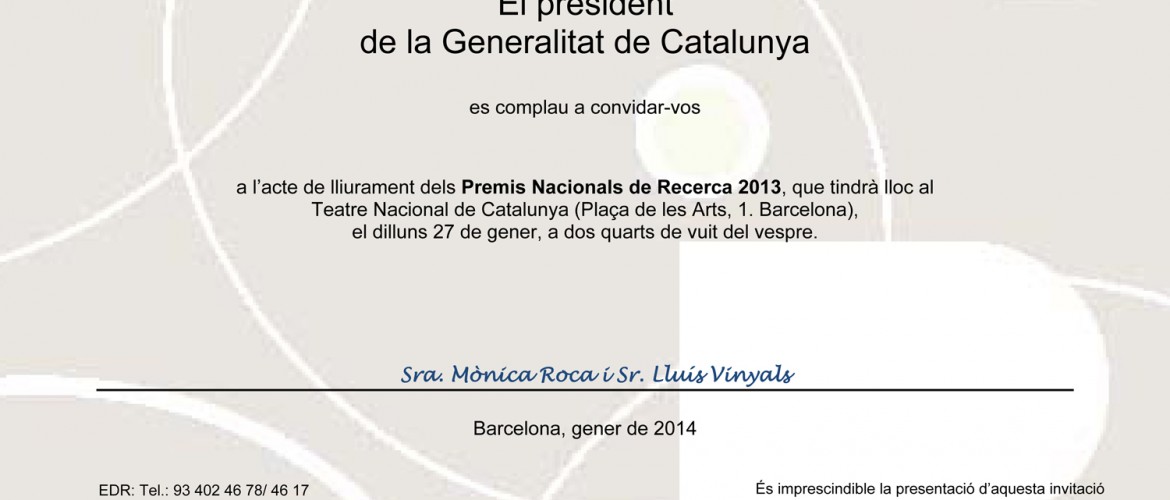 El president
de la Generalitat de Catalunya
es complau a convidar-vos
a l’acte de lliurament dels Premis Nacionals de Recerca 2013, que tindrà lloc al
Teatre Nacional de Catalunya (Plaça de les Arts, 1. Barcelona),
el dilluns 27 de gener, a dos quarts de vuit del vespre.
Sra. Mònica Roca i Sr. Lluís Vinyals
Barcelona, gener de 2014
EDR: Tel.: 93 402 46 78/ 46 17
És imprescindible la presentació d’aquesta invitació